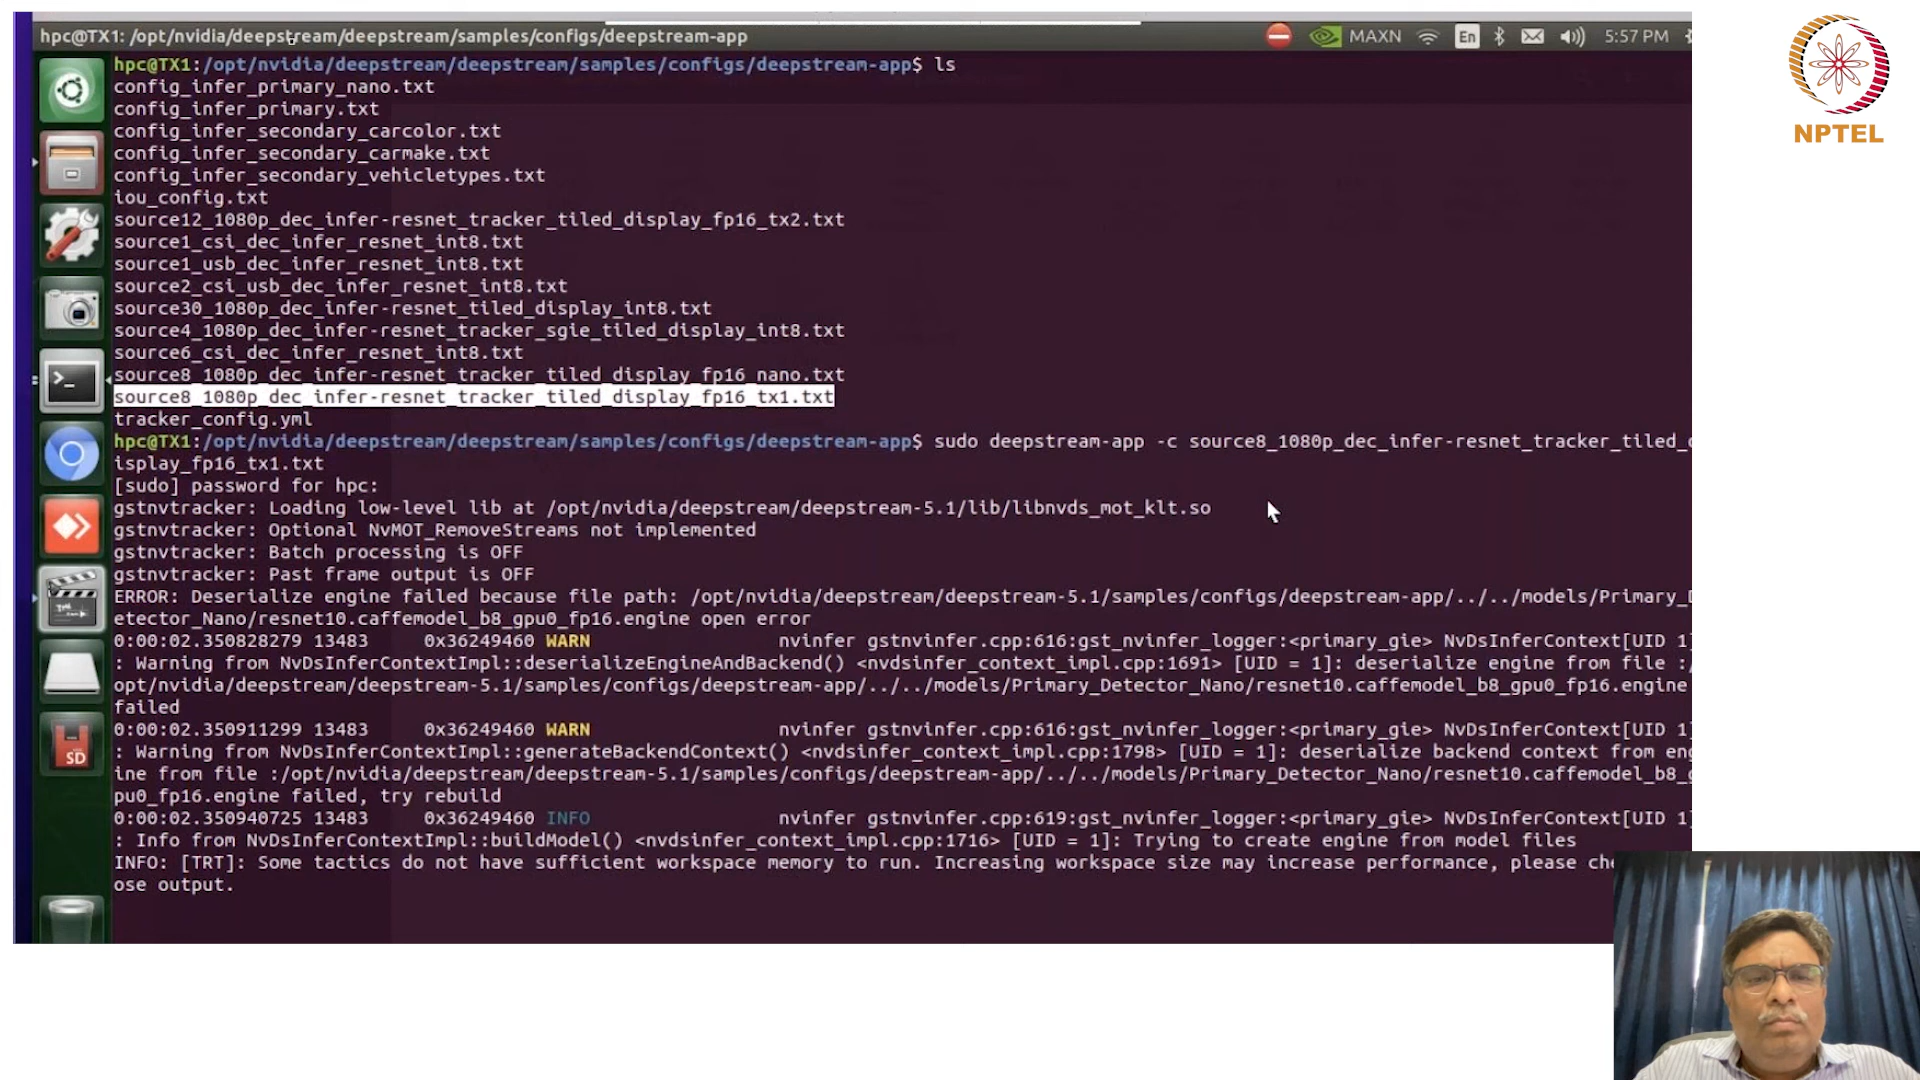 hpc@TX1: /opt/nvidia/deepstream/deepstream/samples/configs/deepstream-app
MAXN En 5:57 PM
NPTEL
hpc@TX1:/opt/nvidia/deepstream/deepstream/samples/configs/deepstream-app$ ls
config_infer_primary_nano.txt
config_infer_primary.txt
config_infer_secondary_carcolor.txt
config_infer_secondary_carmake.txt
config_infer_secondary_vehicletypes.txt
iou_config.txt
source12_1080p_dec_infer-resnet_tracker_tiled_display_fp16_tx2.txt
source1_csi_dec_infer_resnet_int8.txt
source1_usb_dec_infer_resnet_int8.txt
source2_csi_usb_dec_infer_resnet_int8.txt
source30_1080p_dec_infer-resnet_tiled_display_int8.txt
source4_1080p_dec_infer-resnet_tracker_sgie_tiled_display_int8.txt
source6_csi_dec_infer_resnet_int8.txt
source8_1080p_dec_infer-resnet_tracker_tiled_display_fp16_nano.txt
source8_1080p_dec_infer-resnet_tracker_tiled_display_fp16_tx1.txt
tracker_config.yml
hpc@TX1:/opt/nvidia/deepstream/deepstream/samples/configs/deepstream-app$ sudo deepstream-app -c source8_1080p_dec_infer-resnet_tracker_tiled_
isplay_fp16_tx1.txt
[sudo] password for hpc:
gstnvtracker: Loading low-level lib at /opt/nvidia/deepstream/deepstream-5.1/lib/libnvds_mot_klt.so
gstnvtracker: Optional NvMOT_RemoveStreams not implemented
gstnvtracker: Batch processing is OFF
gstnvtracker: Past frame output is OFF
ERROR: Deserialize engine failed because file path: /opt/nvidia/deepstream/deepstream-5.1/samples/configs/deepstream-app/../../models/Primary_D
etector_Nano/resnet10.caffemodel_b8_gpu0_fp16.engine open error
0:00:02.350828279 13483 0x36249460 WARN nvinfer gstnvinfer.cpp:616:gst_nvinfer_logger:<primary_gie> NvDsInferContext[UID 1]
: Warning from NvDsInferContextImpl::deserializeEngineAndBackend() <nvdsinfer_context_impl.cpp:1691> [UID = 1]: deserialize engine from file :/
opt/nvidia/deepstream/deepstream-5.1/samples/configs/deepstream-app/../../models/Primary_Detector_Nano/resnet10.caffemodel_b8_gpu0_fp16.engine
failed
0:00:02.350911299 13483 0x36249460 WARN nvinfer gstnvinfer.cpp:616:gst_nvinfer_logger:<primary_gie> NvDsInferContext[UID 1]
: Warning from NvDsInferContextImpl::generateBackendContext() <nvdsinfer_context_impl.cpp:1798> [UID = 1]: deserialize backend context from eng
ine from file :/opt/nvidia/deepstream/deepstream-5.1/samples/configs/deepstream-app/../../models/Primary_Detector_Nano/resnet10.caffemodel_b8_g
pu0_fp16.engine failed, try rebuild
0:00:02.350940725 13483 0x36249460 INFO nvinfer gstnvinfer.cpp:619:gst_nvinfer_logger:<primary_gie> NvDsInferContext[UID 1]
: Info from NvDsInferContextImpl::buildModel() <nvdsinfer_context_impl.cpp:1716> [UID = 1]: Trying to create engine from model files
INFO: [TRT]: Some tactics do not have sufficient workspace memory to run. Increasing workspace size may increase performance, please che
ose output.
SD